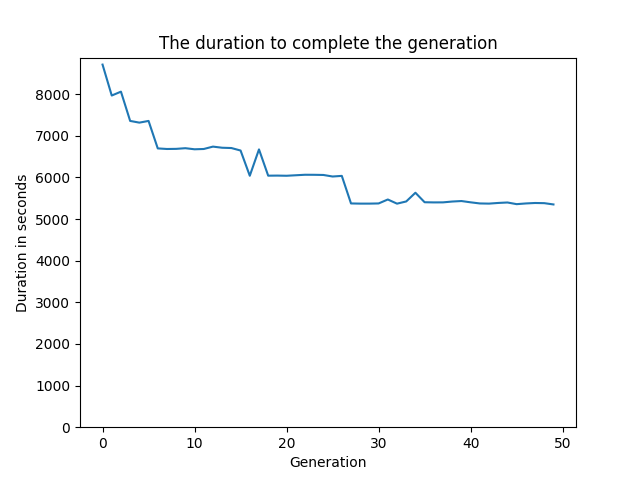 The duration to complete the generation
8000
7000
6000
5000
4000
3000
2000
1000
0
Duration in seconds
0 10 20 30 40 50
Generation